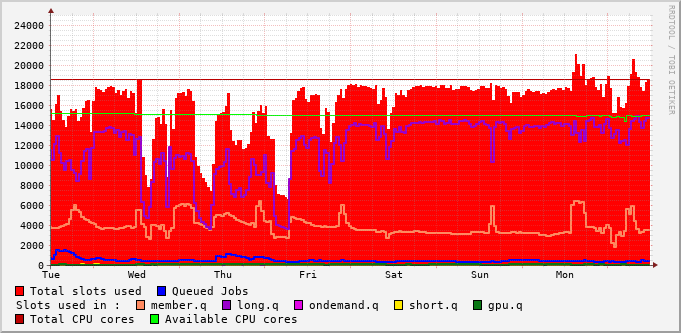 RRDTOOL / TOBI OETIKER
24000
22000
20000
18000
16000
14000
12000
10000
8000
6000
4000
2000
0
Tue Wed Thu Fri Sat Sun Mon
Total slots used Queued Jobs
Slots used in : member.q long.q ondemand.q short.q gpu.q
Total CPU cores Available CPU cores